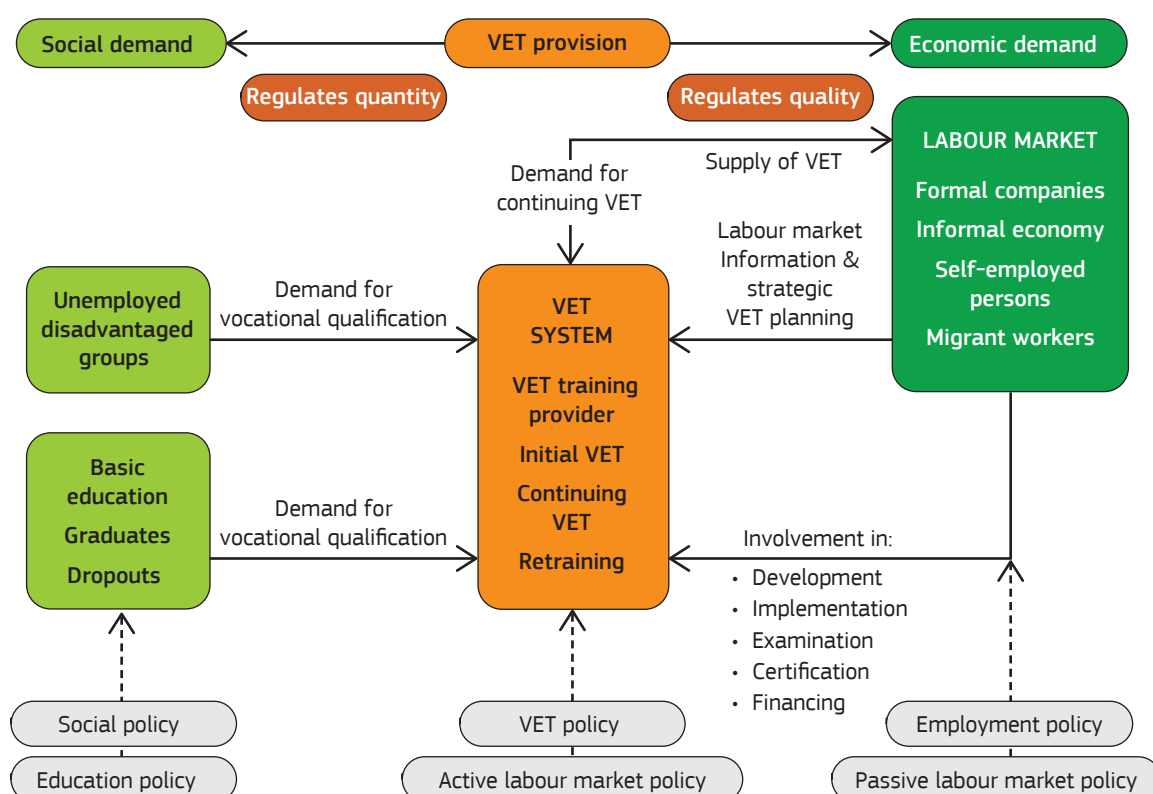 Social demand
VET provision
Economic demand
Regulates quantity
Regulates quality
Demand for
continuing VET
Supply of VET
LABOUR MARKET
Formal companies
Informal economy
Self-employed
persons
Migrant workers
Labour market
Information &
strategic
VET planning
Unemployed
disadvantaged
groups
Demand for
vocational qualification
VET
SYSTEM
VET training
provider
Initial VET
Continuing
VET
Retraining
Basic
education
Graduates
Dropouts
Demand for
vocational qualification
Involvement in:
• Development
• Implementation
• Examination
• Certification
• Financing
Social policy
VET policy
Employment policy
Education policy
Active labour market policy
Passive labour market policy